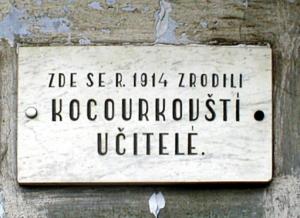 ZDE SE R. 1914 ZRODILI
KOCOURKOVŠTÍ
UČITELÉ.